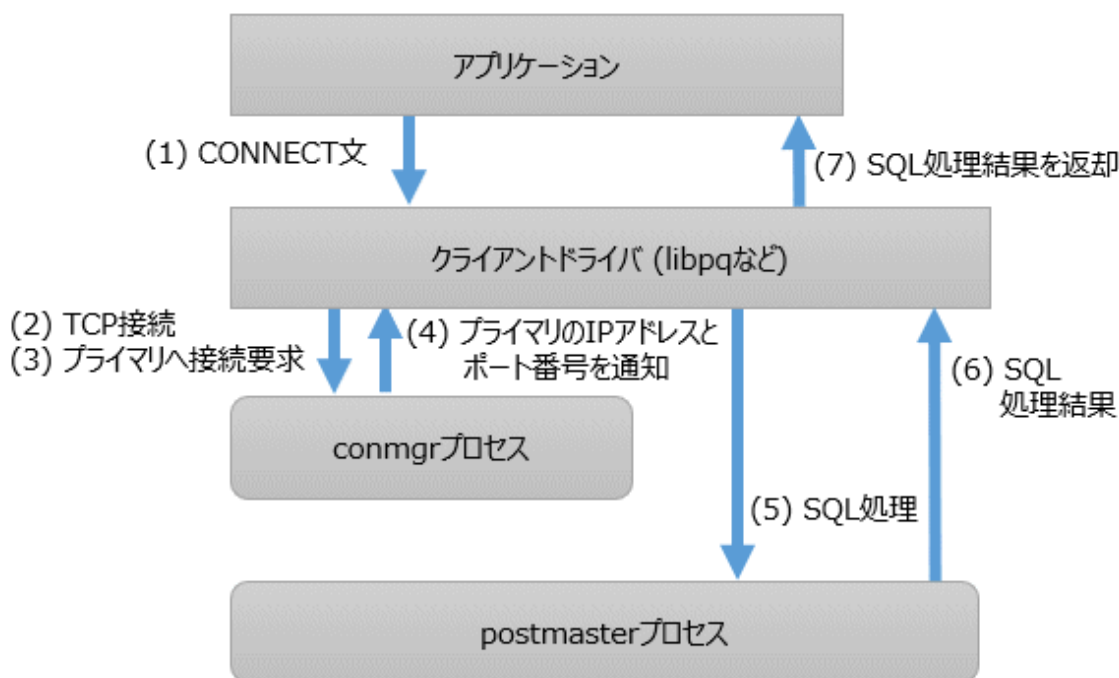 アプリケーション
(1) CONNECT文
(7) SQL処理結果を返却
クライアントドライバ (libpqなど)
(2) TCP接続
(3) プライマリへ接続要求
(4) プライマリのIPアドレスと
ポート番号を通知
(6) SQL
処理結果
conmgrプロセス
(5) SQL処理
postmasterプロセス